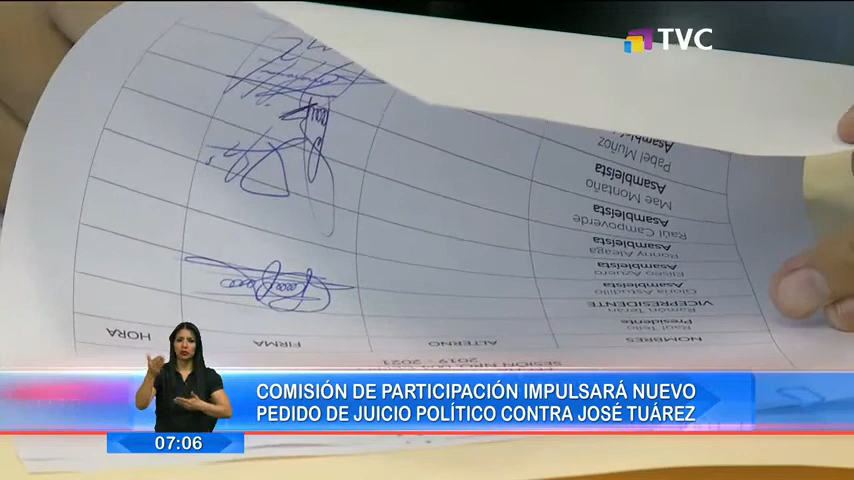 TVC
Asambleísta
Pabel Muñoz
Asambleísta
Mae Montaño
Asambleísta
Raúl Campoverde
Asambleísta
Ronny Aleaga
Asambleísta
Eliseo Azuero
Asambleísta
Gloria Astudillo
VICEPRESIDENTE
Ramón Terán
Presidente
Raúl Tello
NOMBRES
ALTERNO
FIRMA
HORA
2019 - 2021
COMISIÓN DE PARTICIPACIÓN IMPULSARÁ NUEVO
PEDIDO DE JUICIO POLÍTICO CONTRA JOSÉ TUÁREZ
07:06